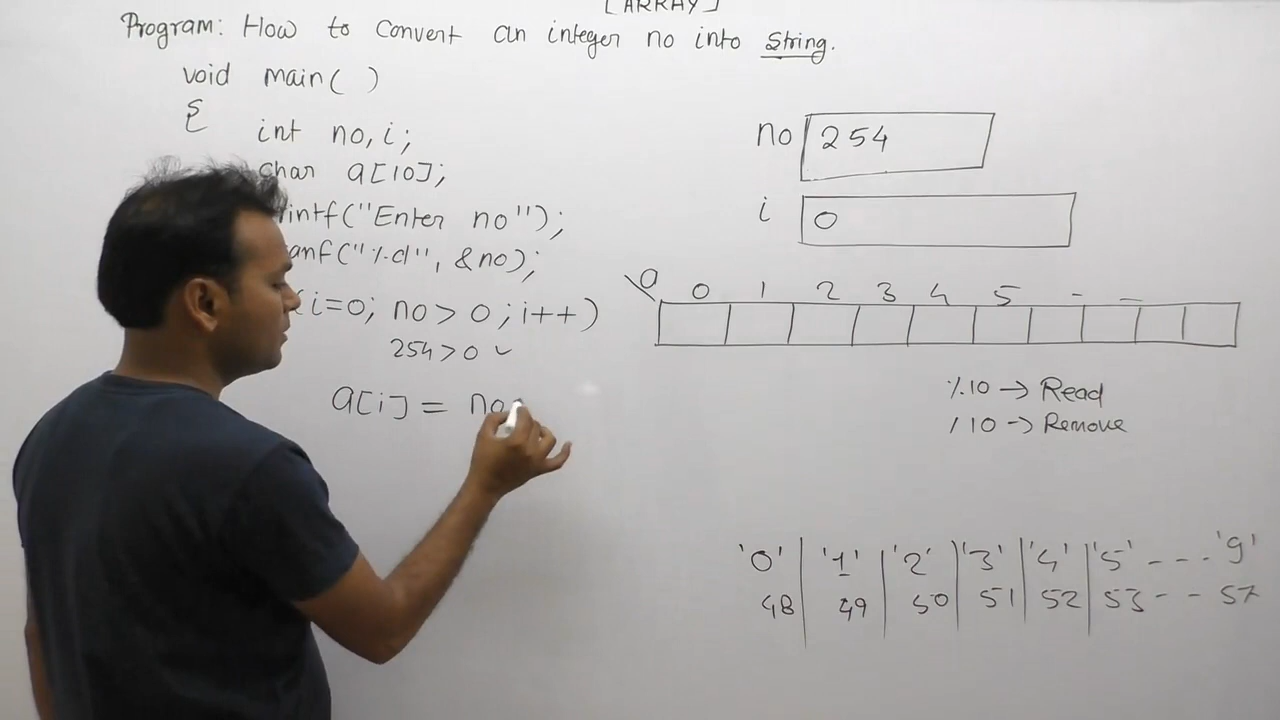 [ARRAY]
Program: How to Convert an integer no into String.
void main( )
{
int no, i;
char a[10];
rintf("Enter no");
canf("%d", &no);
(i=0; no > 0; i++)
254 > 0 ✓
a[i] = no
no 254
i 0
a 0 1 2 3 4 5 - -
%10 → Read
/ 10 → Remove
'0' '1' '2' '3' '4' '5' - - - '9'
48 49 50 51 52 53 - - 57